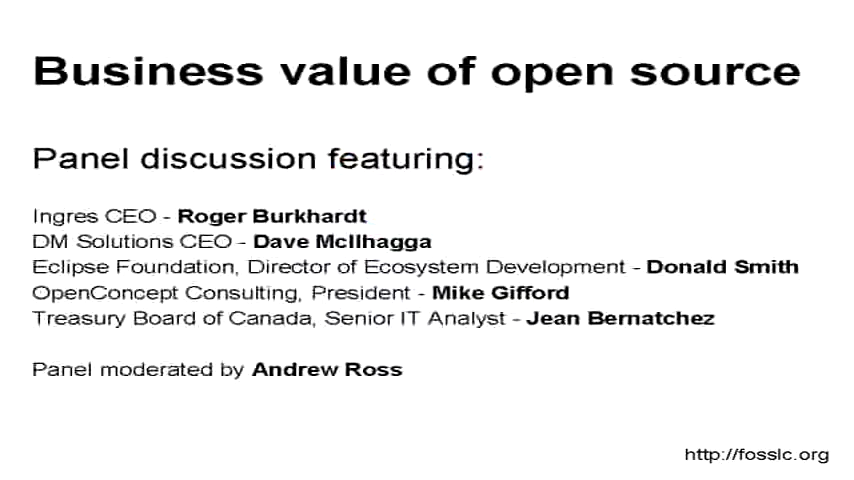 Business value of open source
Panel discussion featuring:
Ingres CEO - Roger Burkhardt
DM Solutions CEO - Dave McIlhagga
Eclipse Foundation, Director of Ecosystem Development - Donald Smith
OpenConcept Consulting, President - Mike Gifford
Treasury Board of Canada, Senior IT Analyst - Jean Bernatchez
Panel moderated by Andrew Ross
http://fosslc.org